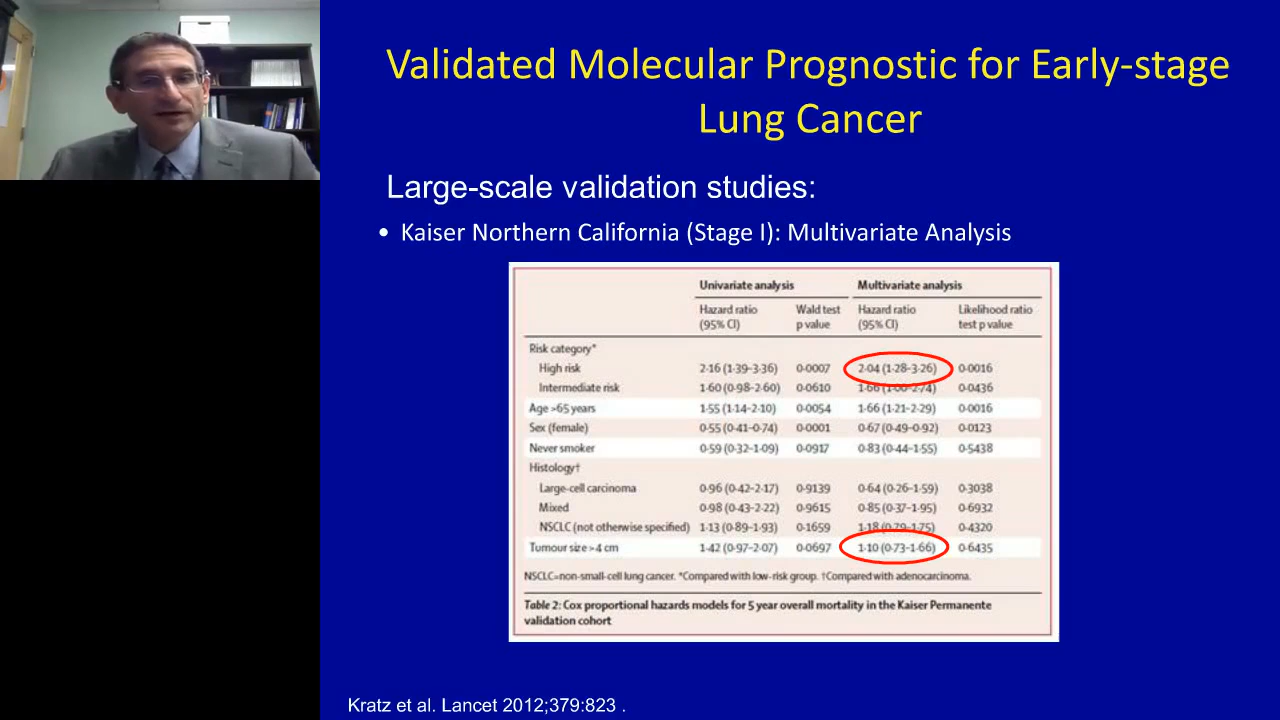 Validated Molecular Prognostic for Early-stage
Lung Cancer
Large-scale validation studies:
• Kaiser Northern California (Stage I): Multivariate Analysis
Univariate analysis Multivariate analysis
Hazard ratio Wald test Hazard ratio Likelihood ratio
(95% CI) p value (95% CI) test p value
Risk category*
High risk 2·16 (1·39–3·36) 0·0007 2·04 (1·28–3·26) 0·0016
Intermediate risk 1·60 (0·98–2·60) 0·0610 1·66 (1·00–2·74) 0·0436
Age >65 years 1·55 (1·14–2·10) 0·0054 1·66 (1·21–2·29) 0·0016
Sex (female) 0·55 (0·41–0·74) 0·0001 0·67 (0·49–0·92) 0·0123
Never smoker 0·59 (0·32–1·09) 0·0917 0·83 (0·44–1·55) 0·5438
Histology†
Large-cell carcinoma 0·96 (0·42–2·17) 0·9139 0·64 (0·26–1·59) 0·3038
Mixed 0·98 (0·43–2·22) 0·9615 0·85 (0·37–1·95) 0·6932
NSCLC (not otherwise specified) 1·13 (0·89–1·93) 0·1659 1·18 (0·79–1·75) 0·4320
Tumour size >4 cm 1·42 (0·97–2·07) 0·0697 1·10 (0·73–1·66) 0·6435
NSCLC=non-small-cell lung cancer. *Compared with low-risk group. †Compared with adenocarcinoma.
Table 2: Cox proportional hazards models for 5 year overall mortality in the Kaiser Permanente
validation cohort
Kratz et al. Lancet 2012;379:823 .